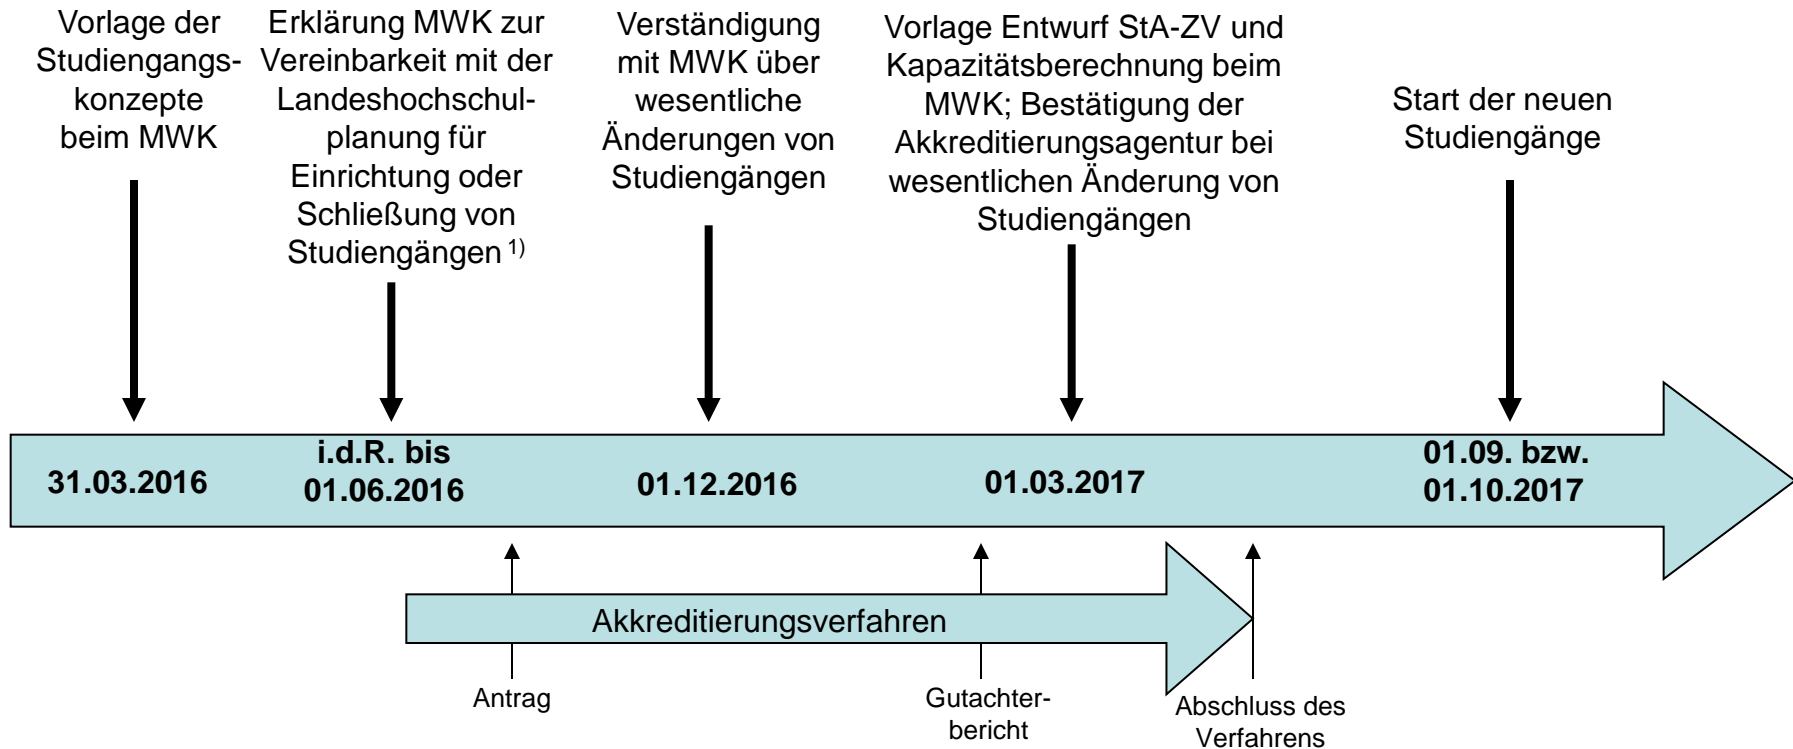 Vorlage der
Studiengangs-
konzepte
beim MWK
Erklärung MWK zur
Vereinbarkeit mit der
Landeshochschul-
planung für
Einrichtung oder
Schließung von
Studiengängen 1)
Verständigung
mit MWK über
wesentliche
Änderungen von
Studiengängen
Vorlage Entwurf StA-ZV und
Kapazitätsberechnung beim
MWK; Bestätigung der
Akkreditierungsagentur bei
wesentlichen Änderung von
Studiengängen
Start der neuen
Studiengänge
31.03.2016
i.d.R. bis
01.06.2016
01.12.2016
01.03.2017
01.09. bzw.
01.10.2017
Akkreditierungsverfahren
Antrag
Gutachter-
bericht
Abschluss des
Verfahrens